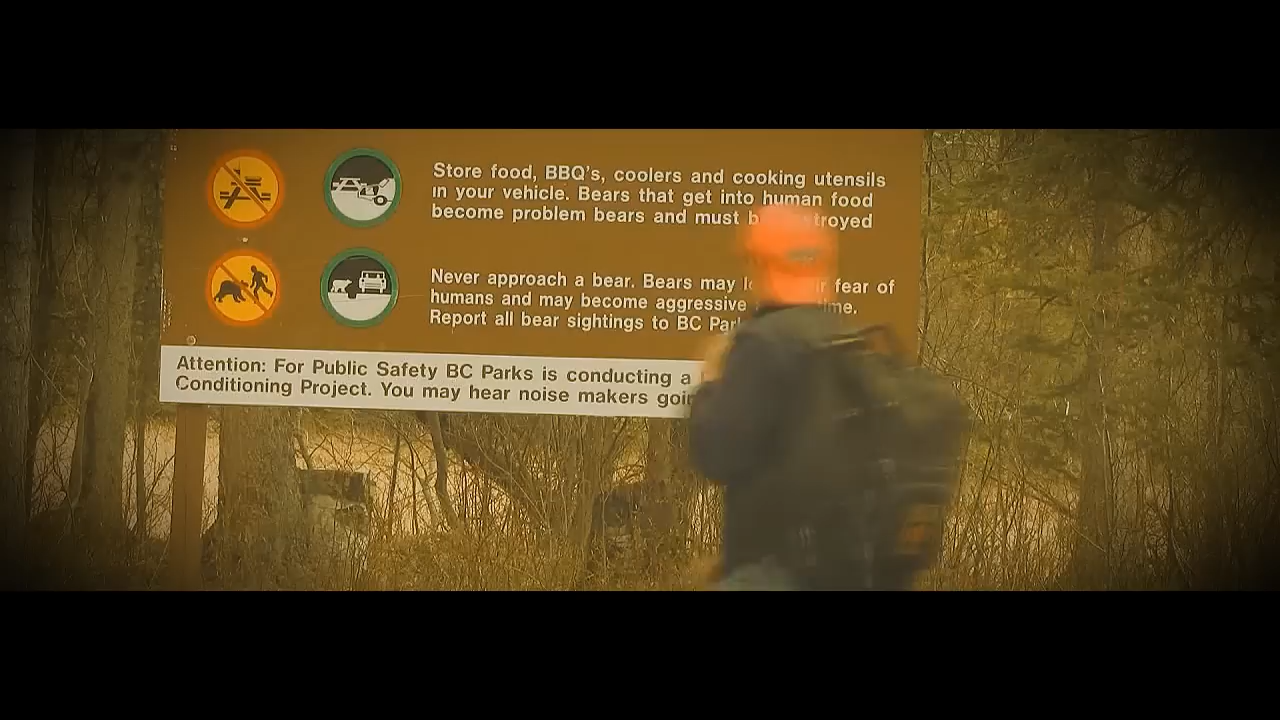 Store food, BBQ's, coolers and cooking utensils
in your vehicle. Bears that get into human food
become problem bears and must
Never approach a bear. Bears may fear of
humans and may become aggressive
Report all bear sightings to BC
Attention: For Public Safety BC Parks is conducting a
Conditioning Project. You may hear noise makers